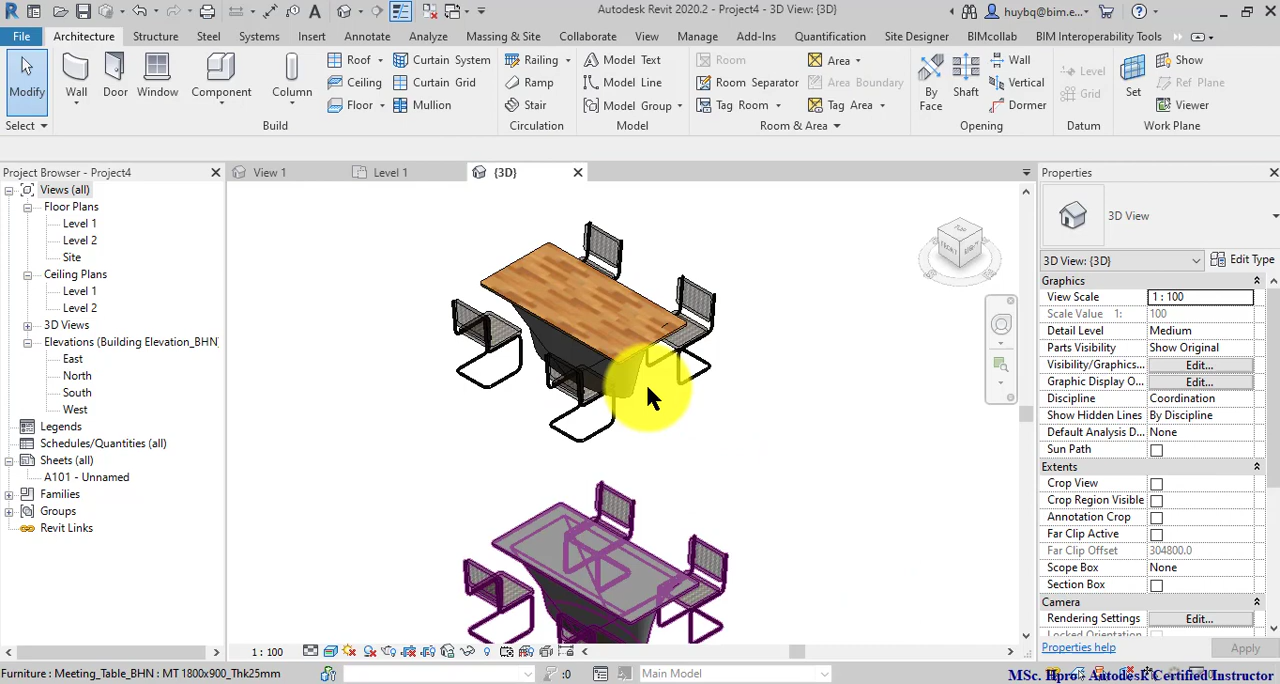 Autodesk Revit 2020.2 - Project4 - 3D View: {3D}
huybq@bim.e...
File
Architecture
Structure
Steel
Systems
Insert
Annotate
Analyze
Massing & Site
Collaborate
View
Manage
Add-Ins
Quantification
Site Designer
BIMcollab
BIM Interoperability Tools
Modify
Wall
Door
Window
Component
Column
Roof
Ceiling
Floor
Curtain System
Curtain Grid
Mullion
Railing
Ramp
Stair
Model Text
Model Line
Model Group
Room
Room Separator
Tag Room
Area
Area Boundary
Tag Area
By Face
Shaft
Wall
Vertical
Dormer
Level
Grid
Set
Show
Ref Plane
Viewer
Select
Build
Circulation
Model
Room & Area
Opening
Datum
Work Plane
Project Browser - Project4
Views (all)
Floor Plans
Level 1
Level 2
Site
Ceiling Plans
Level 1
Level 2
3D Views
Elevations (Building Elevation_BHN)
East
North
South
West
Legends
Schedules/Quantities (all)
Sheets (all)
A101 - Unnamed
Families
Groups
Revit Links
View 1
Level 1
{3D}
TOP
FRONT
RIGHT
1 : 100
Properties
3D View
3D View: {3D}
Edit Type
Graphics
View Scale 1 : 100
Scale Value 1: 100
Detail Level Medium
Parts Visibility Show Original
Visibility/Graphics... Edit...
Graphic Display O... Edit...
Discipline Coordination
Show Hidden Lines By Discipline
Default Analysis D... None
Sun Path
Extents
Crop View
Crop Region Visible
Annotation Crop
Far Clip Active
Far Clip Offset 304800.0
Scope Box None
Section Box
Camera
Rendering Settings Edit...
Properties help
Apply
Furniture : Meeting_Table_BHN : MT 1800x900_Thk25mm
:0
Main Model
MSc. Hpro - Autodesk Certified Instructor